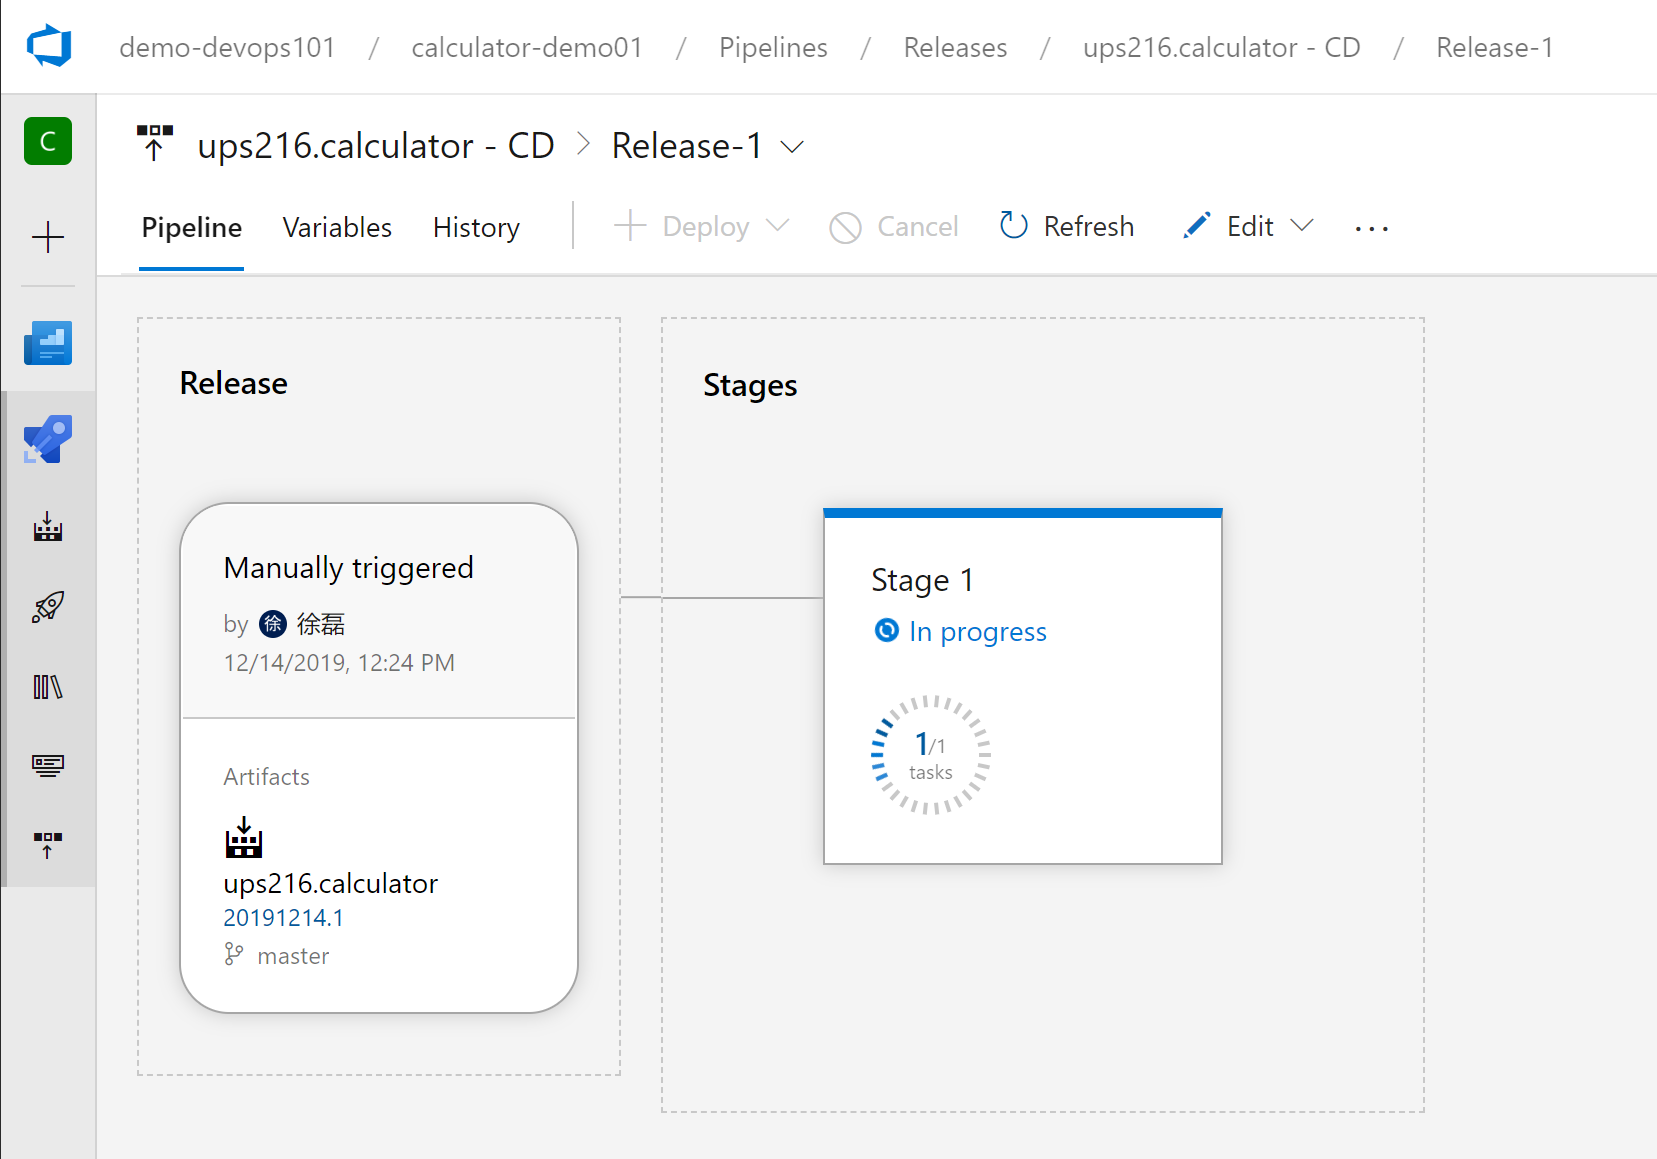 demo-devops101 / calculator-demo01 / Pipelines / Releases / ups216.calculator - CD / Release-1
C
ups216.calculator - CD > Release-1
Pipeline Variables History Deploy Cancel Refresh Edit ...
Release
Manually triggered
by 徐 徐磊
12/14/2019, 12:24 PM
Artifacts
ups216.calculator
20191214.1
master
Stages
Stage 1
In progress
1/1
tasks